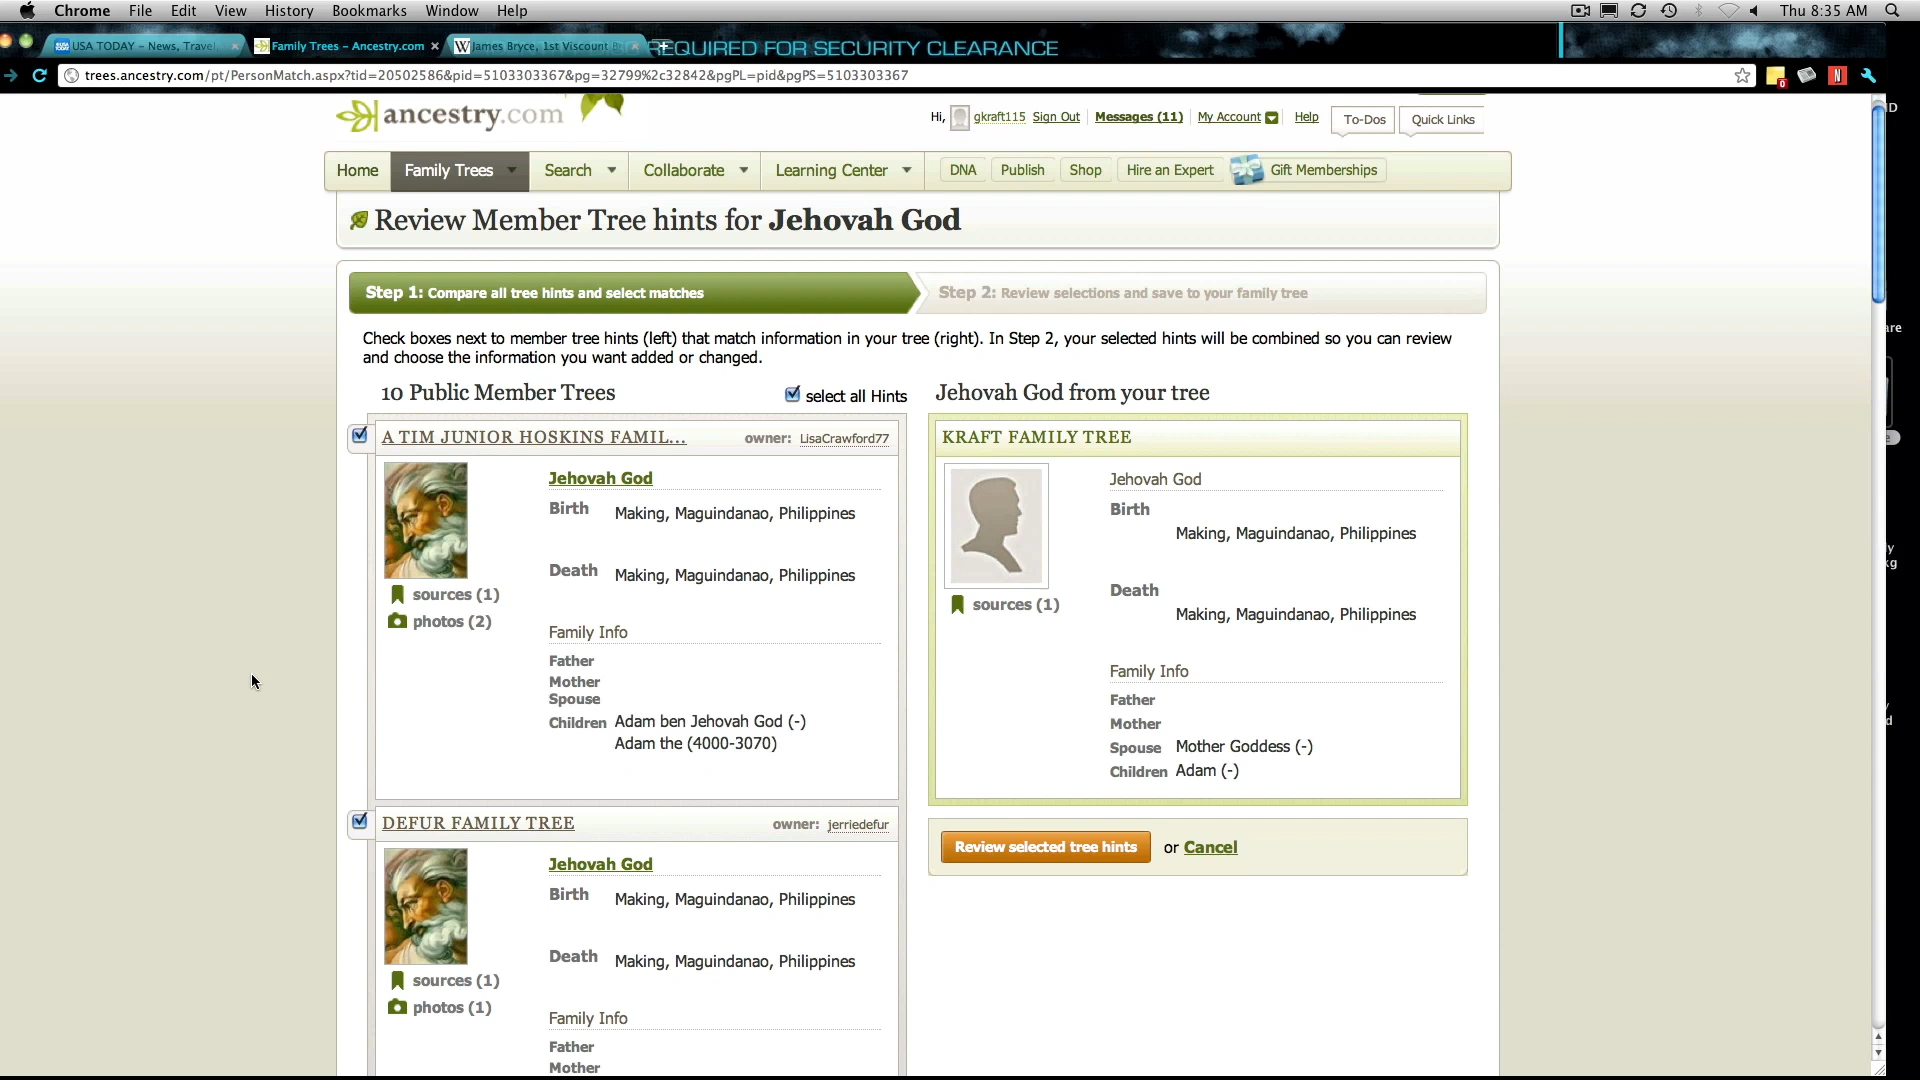 Chrome File Edit View History Bookmarks Window Help Thu 8:35 AM
USA TODAY – News, Travel Family Trees – Ancestry.com James Bryce, 1st Viscount REQUIRED FOR SECURITY CLEARANCE
trees.ancestry.com/pt/PersonMatch.aspx?tid=20502586&pid=5103303367&pg=32799%2c32842&pgPL=pid&pgPS=5103303367
ancestry.com
Hi, gkraft115 Sign Out Messages (11) My Account Help To-Dos Quick Links
Home Family Trees Search Collaborate Learning Center DNA Publish Shop Hire an Expert Gift Memberships
Review Member Tree hints for Jehovah God
Step 1: Compare all tree hints and select matches
Step 2: Review selections and save to your family tree
Check boxes next to member tree hints (left) that match information in your tree (right). In Step 2, your selected hints will be combined so you can review
and choose the information you want added or changed.
10 Public Member Trees select all Hints
A TIM JUNIOR HOSKINS FAMIL... owner: LisaCrawford77
Jehovah God
Birth Making, Maguindanao, Philippines
Death Making, Maguindanao, Philippines
sources (1)
photos (2)
Family Info
Father
Mother
Spouse
Children Adam ben Jehovah God (-)
Adam the (4000-3070)
DEFUR FAMILY TREE owner: jerriedefur
Jehovah God
Birth Making, Maguindanao, Philippines
Death Making, Maguindanao, Philippines
sources (1)
photos (1)
Family Info
Father
Mother
Jehovah God from your tree
KRAFT FAMILY TREE
Jehovah God
Birth
Making, Maguindanao, Philippines
Death
Making, Maguindanao, Philippines
sources (1)
Family Info
Father
Mother
Spouse Mother Goddess (-)
Children Adam (-)
Review selected tree hints or Cancel